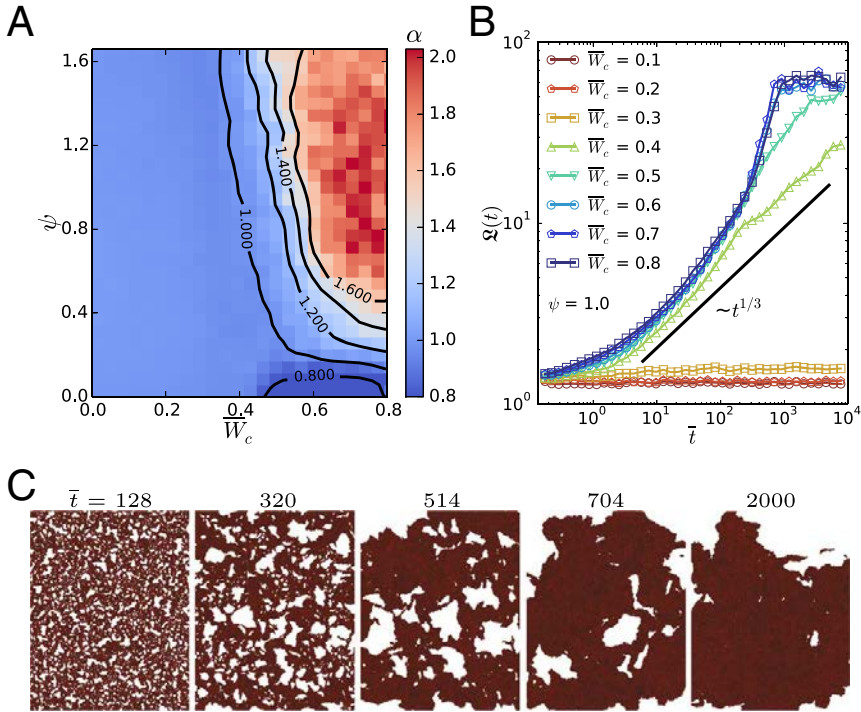 A
α
ψ
1.6
1.2
0.8
0.4
0.0
0.0 0.2 0.4 0.6 0.8
W̅c
1.000
1.400
1.600
1.200
0.800
2.0
1.8
1.6
1.4
1.2
1.0
0.8
B
𝔏(t)
10²
10¹
10⁰
W̅c = 0.1
W̅c = 0.2
W̅c = 0.3
W̅c = 0.4
W̅c = 0.5
W̅c = 0.6
W̅c = 0.7
W̅c = 0.8
ψ = 1.0
~t^1/3
10⁰ 10¹ 10² 10³ 10⁴
t̅
C
t̅ = 128 320 514 704 2000